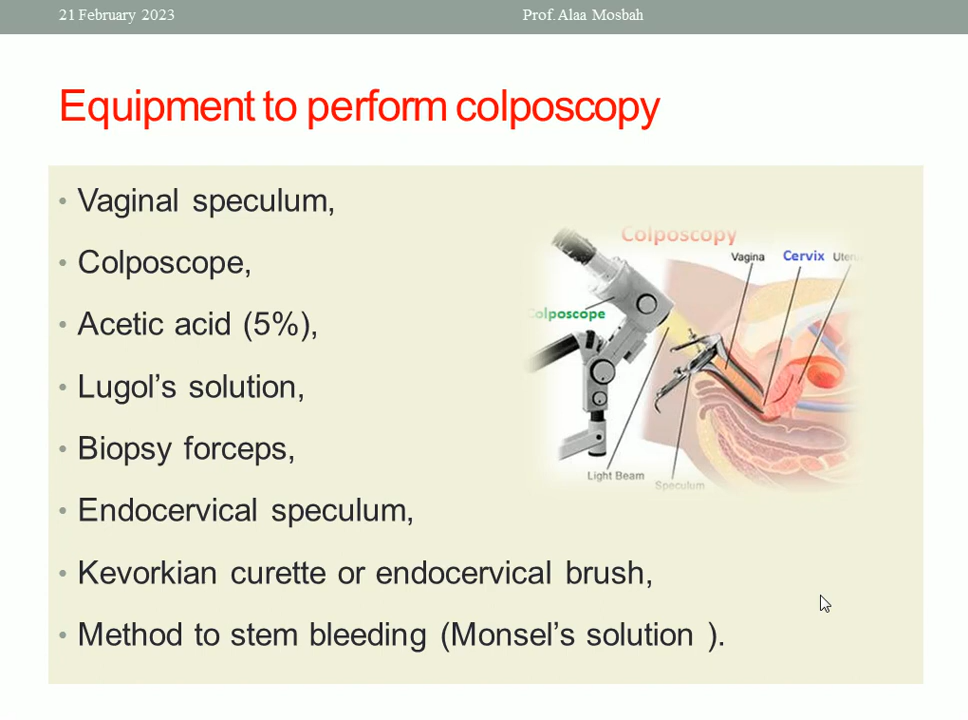 21 February 2023
Prof. Alaa Mosbah
Equipment to perform colposcopy
• Vaginal speculum,
• Colposcope,
• Acetic acid (5%),
• Lugol's solution,
• Biopsy forceps,
• Endocervical speculum,
• Kevorkian curette or endocervical brush,
• Method to stem bleeding (Monsel's solution ).
Colposcopy
Vagina Cervix
Colposcope
Light Beam
Speculum